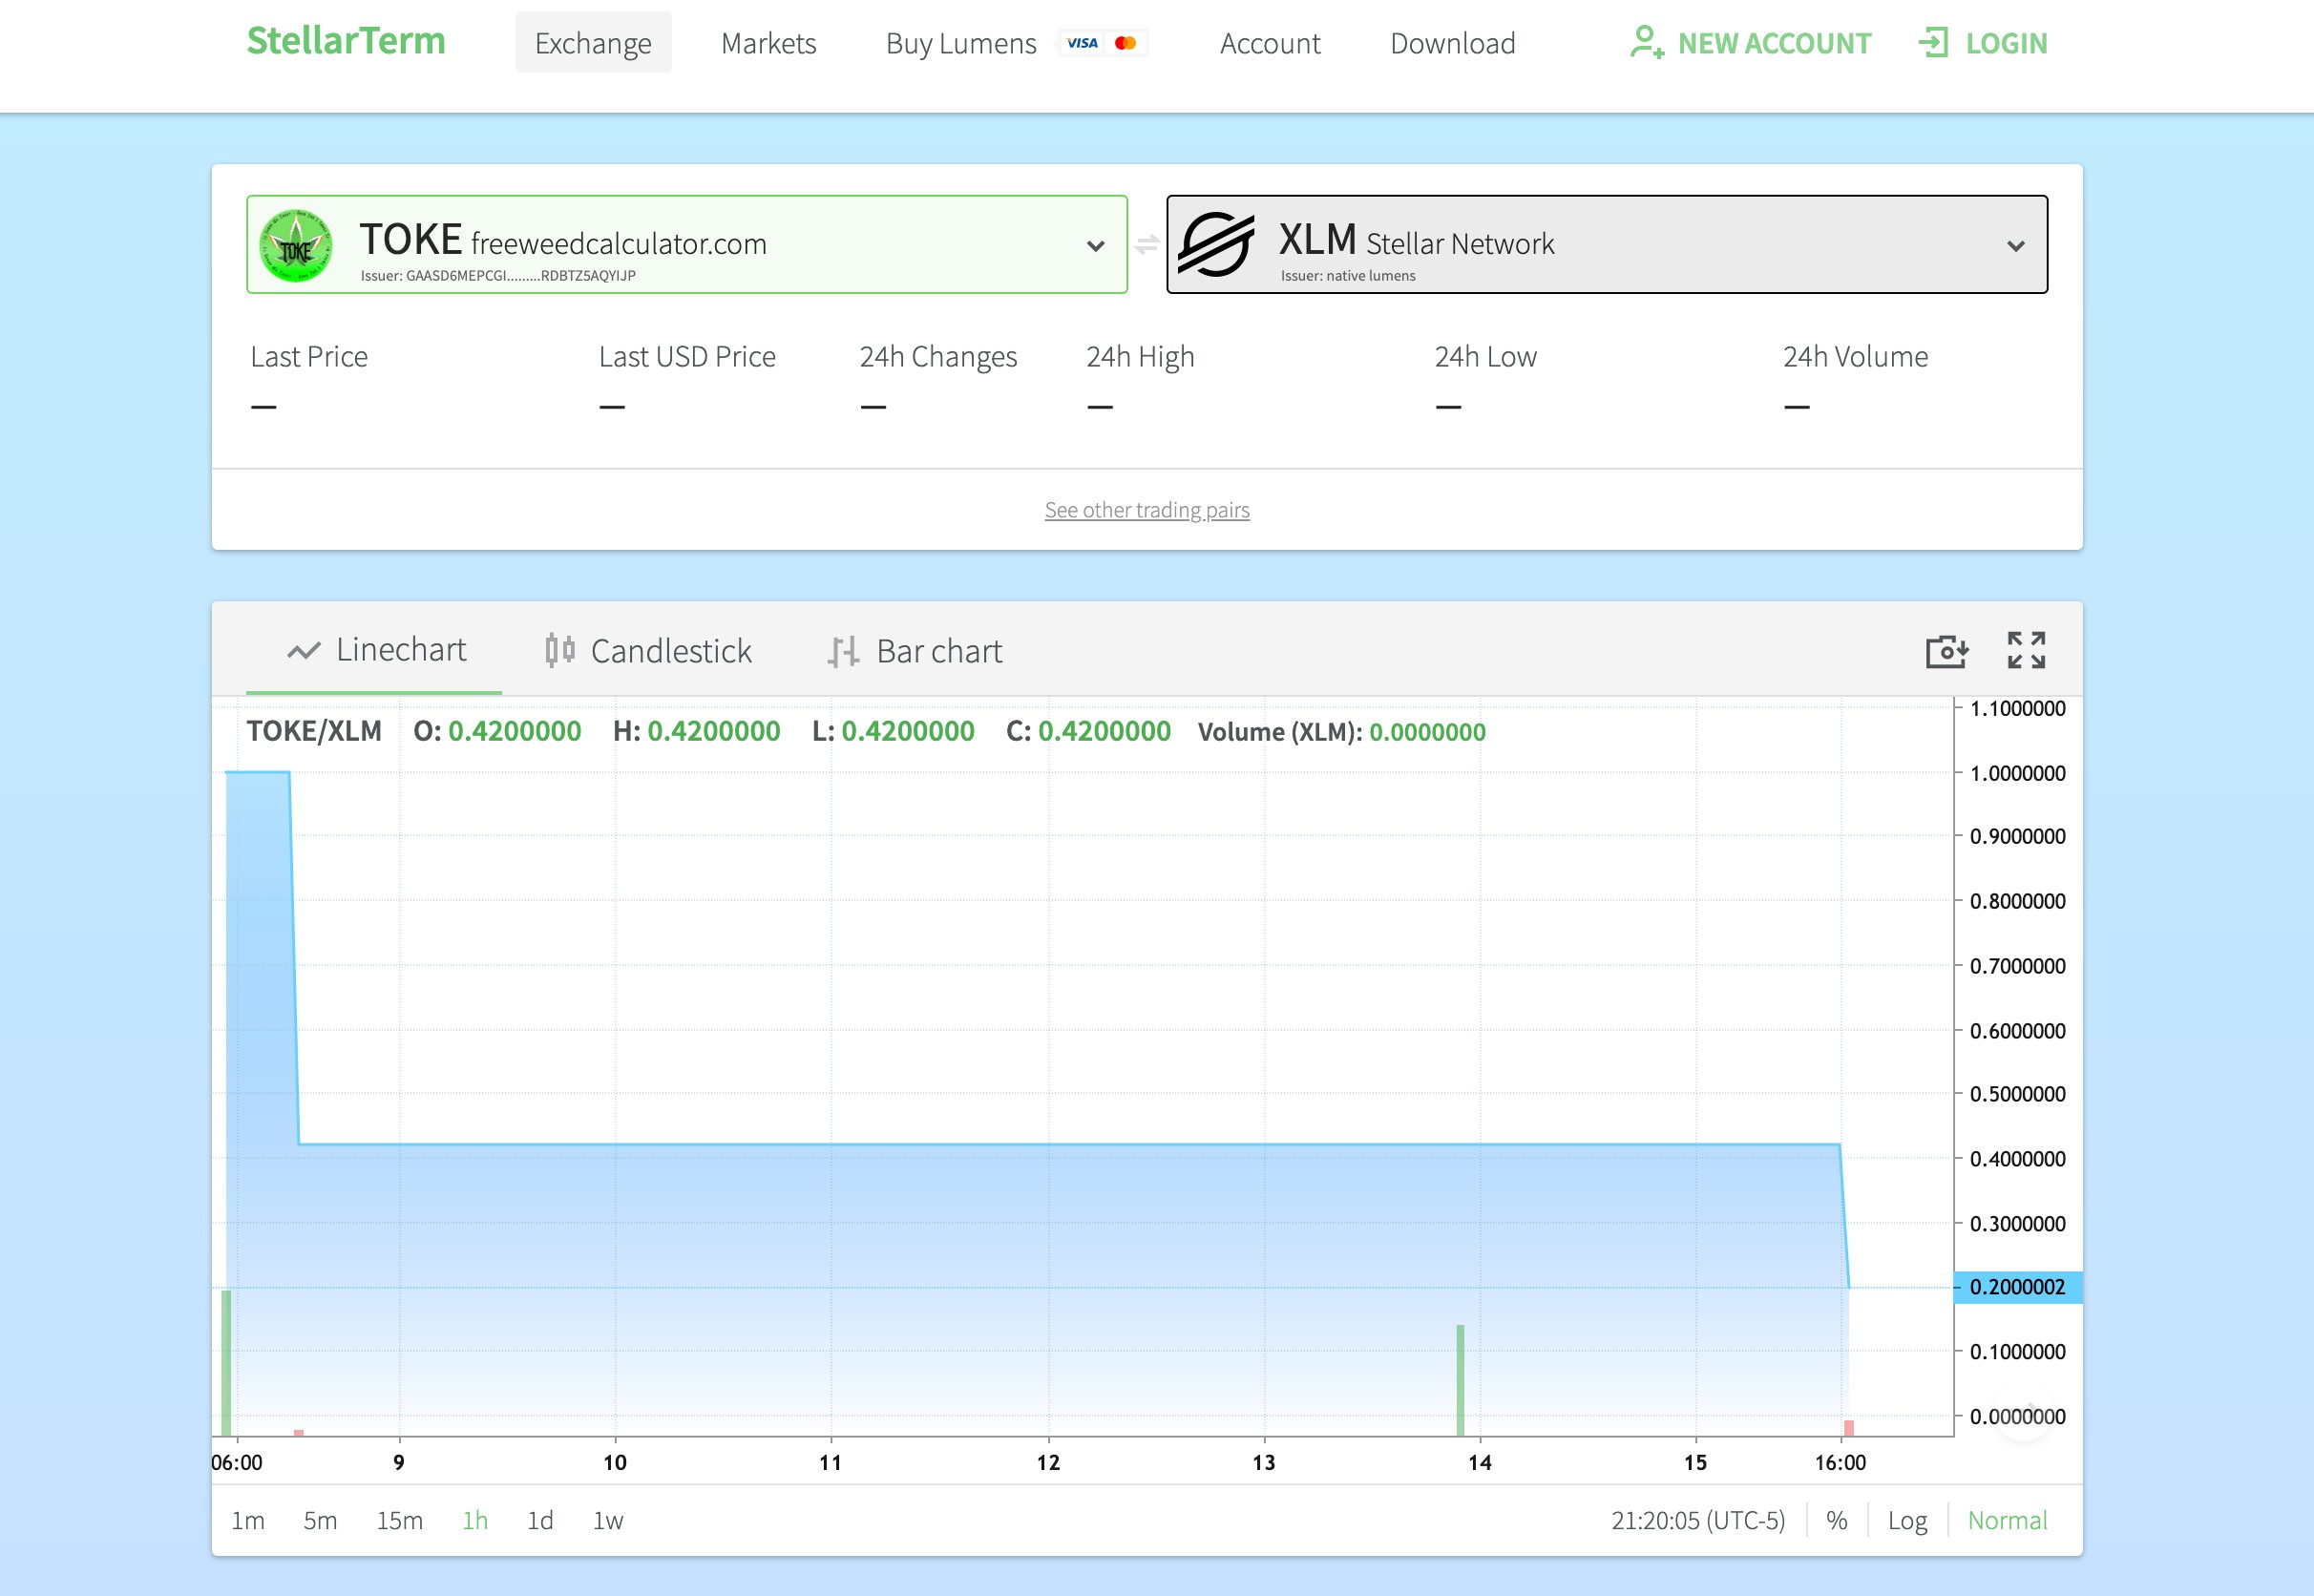 StellarTerm Exchange Markets Buy Lumens VISA Account Download NEW ACCOUNT LOGIN
TOKE freeweedcalculator.com
Issuer: GAASD6MEPCGI.........RDBTZ5AQYIJP
TOKE
XLM Stellar Network
Issuer: native lumens
Last Price Last USD Price 24h Changes 24h High 24h Low 24h Volume
— — — — — —
See other trading pairs
Linechart Candlestick Bar chart
TOKE/XLM O: 0.4200000 H: 0.4200000 L: 0.4200000 C: 0.4200000 Volume (XLM): 0.0000000
1.1000000
1.0000000
0.9000000
0.8000000
0.7000000
0.6000000
0.5000000
0.4000000
0.3000000
0.2000002
0.1000000
0.0000000
06:00 9 10 11 12 13 14 15 16:00
1m 5m 15m 1h 1d 1w 21:20:05 (UTC-5) % Log Normal